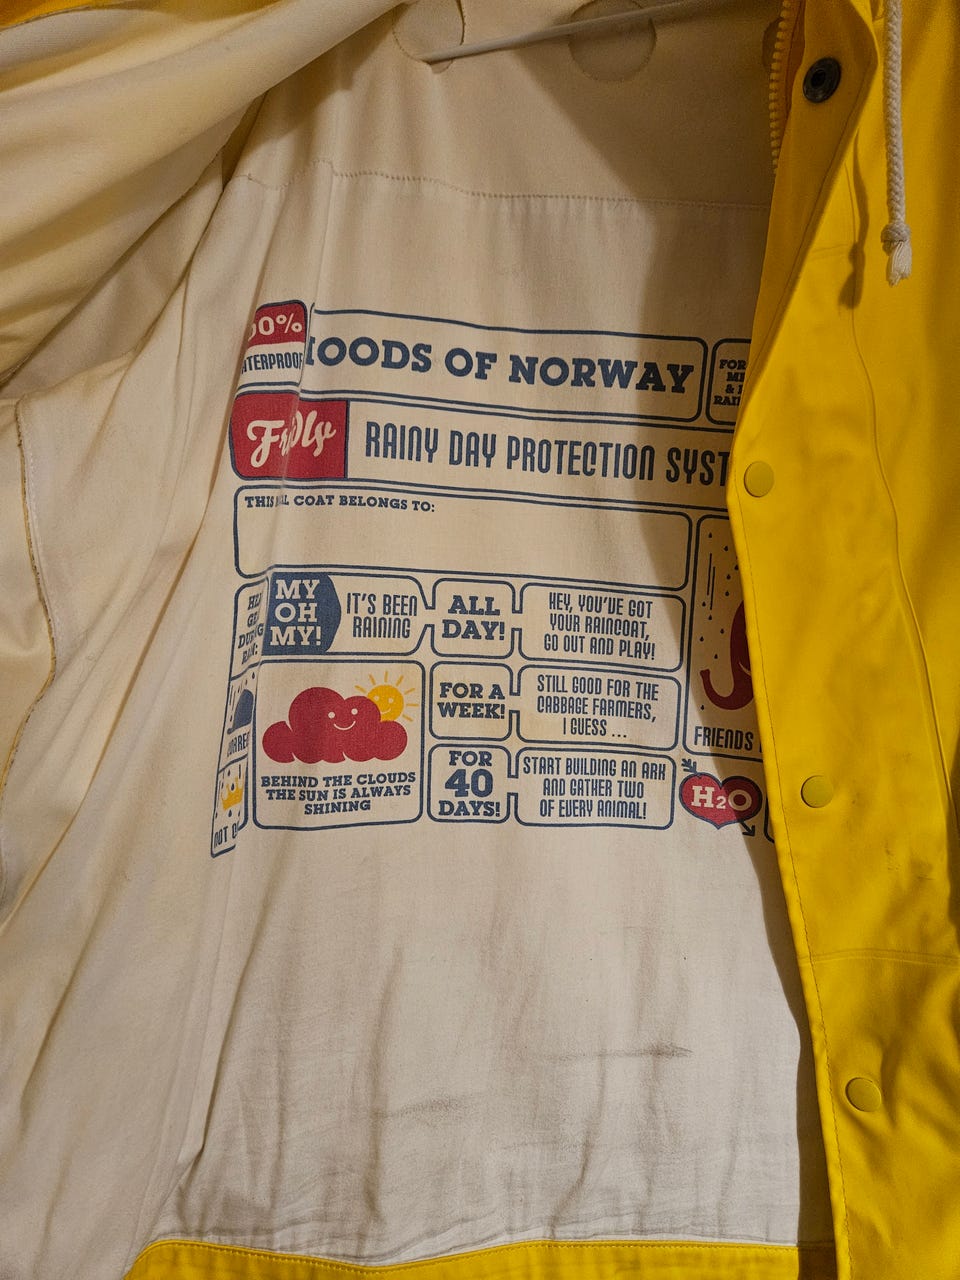 MOODS OF NORWAY
RAINY DAY PROTECTION
COAT BELONGS TO:
MY
OH
MY!
IT'S BEEN
RAINING
ALL
DAY!
HEY, YOU'VE GOT
YOUR RAINCOAT,
GO OUT AND PLAY!
FOR A
WEEK!
STILL GOOD FOR THE
CABBAGE FARMERS,
I GUESS ...
BEHIND THE CLOUDS
THE SUN IS ALWAYS
SHINING
FOR
40
DAYS!
START BUILDING AN ARK
AND GATHER TWO
OF EVERY ANIMAL!
FRIENDS
H2O